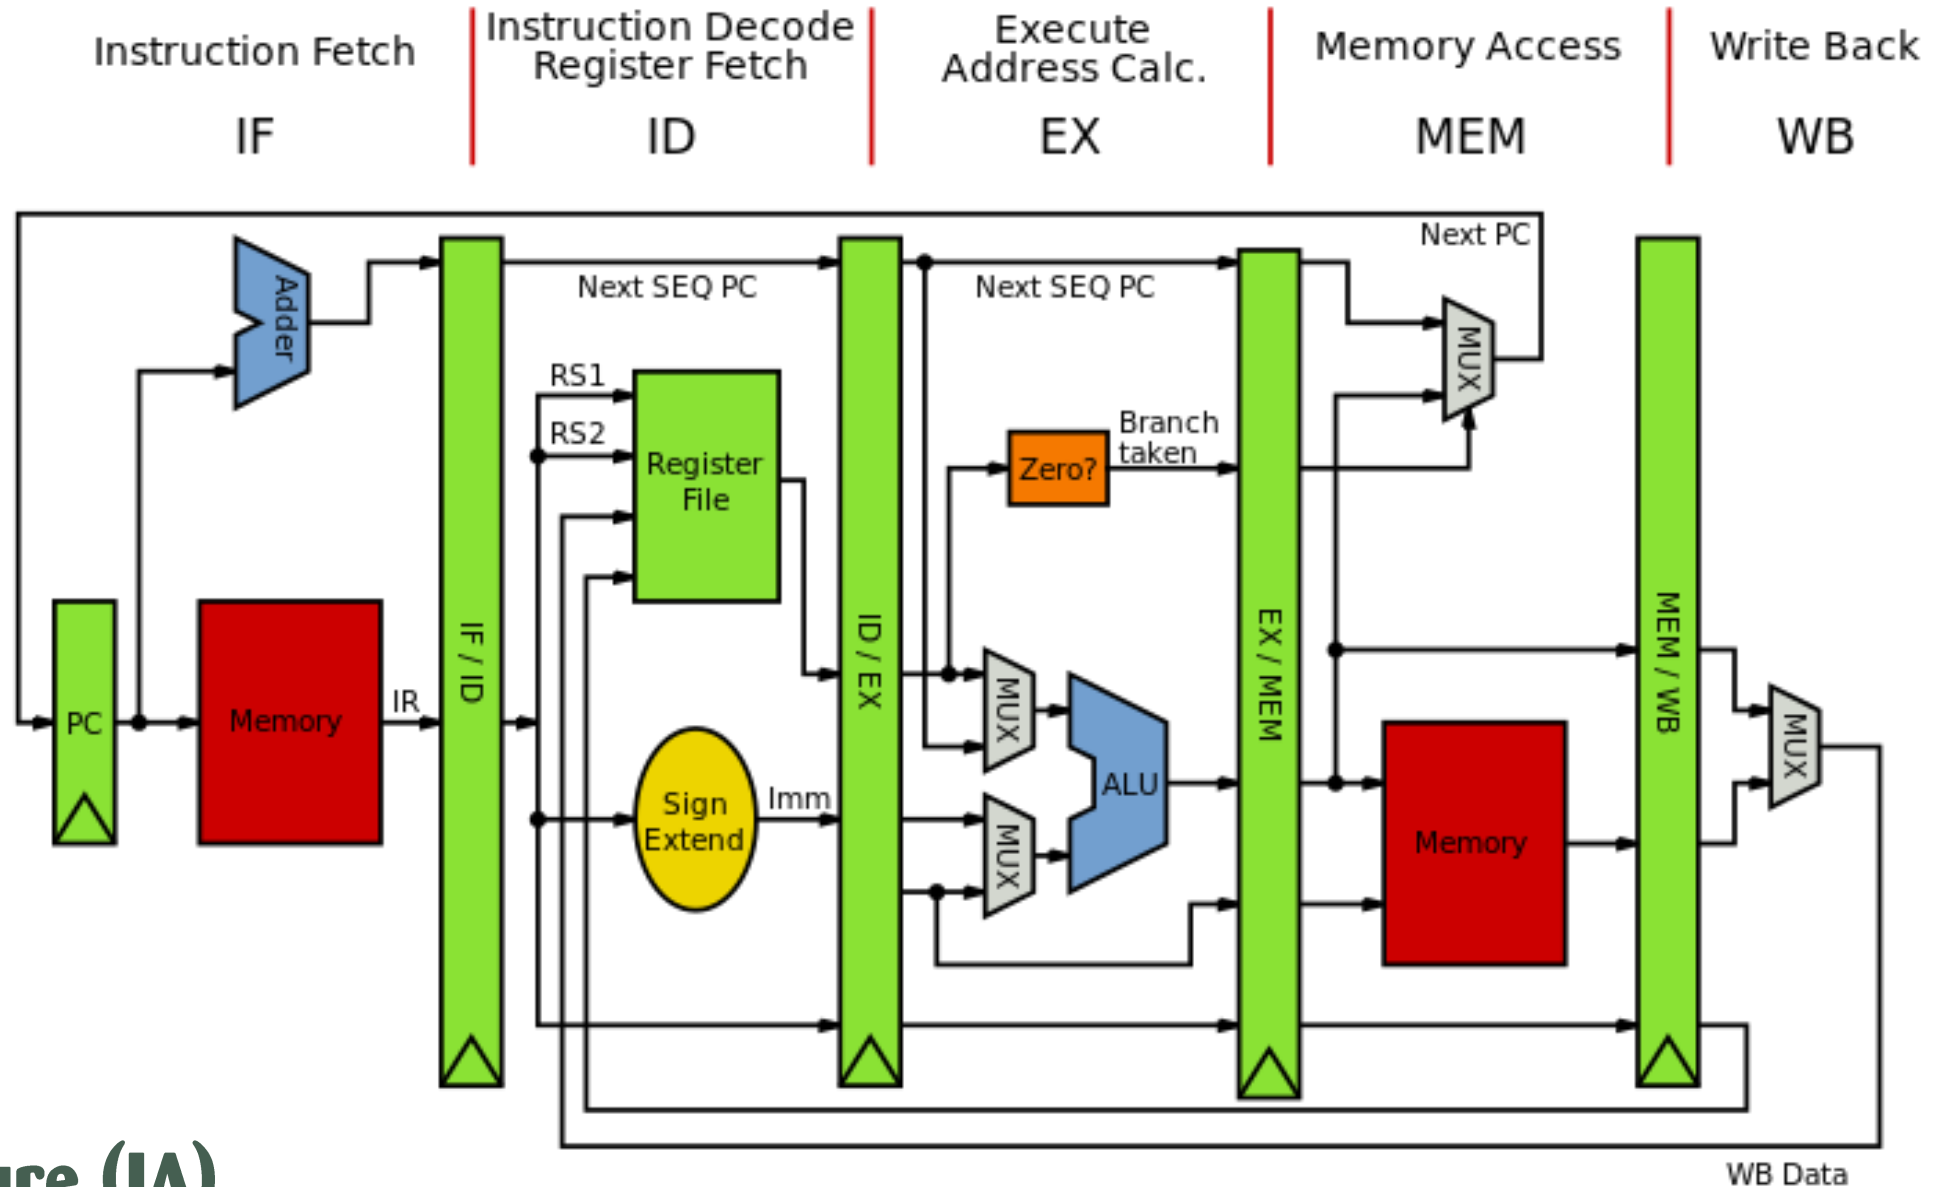 Instruction Fetch
IF
Instruction Decode
Register Fetch
ID
Execute
Address Calc.
EX
Memory Access
MEM
Write Back
WB
Next PC
Adder
Next SEQ PC
Next SEQ PC
MUX
RS1
RS2
Register
File
Branch
taken
Zero?
IF / ID
ID / EX
EX / MEM
MEM / WB
PC
Memory
IR
MUX
ALU
MUX
Sign
Extend
Imm
MUX
Memory
ure (IA)
WB Data